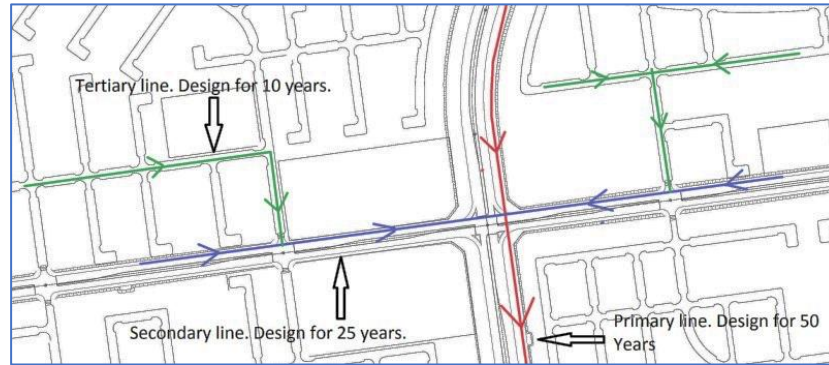 Tertiary line. Design for 10 years.
Secondary line. Design for 25 years.
Primary line. Design for 50
Years